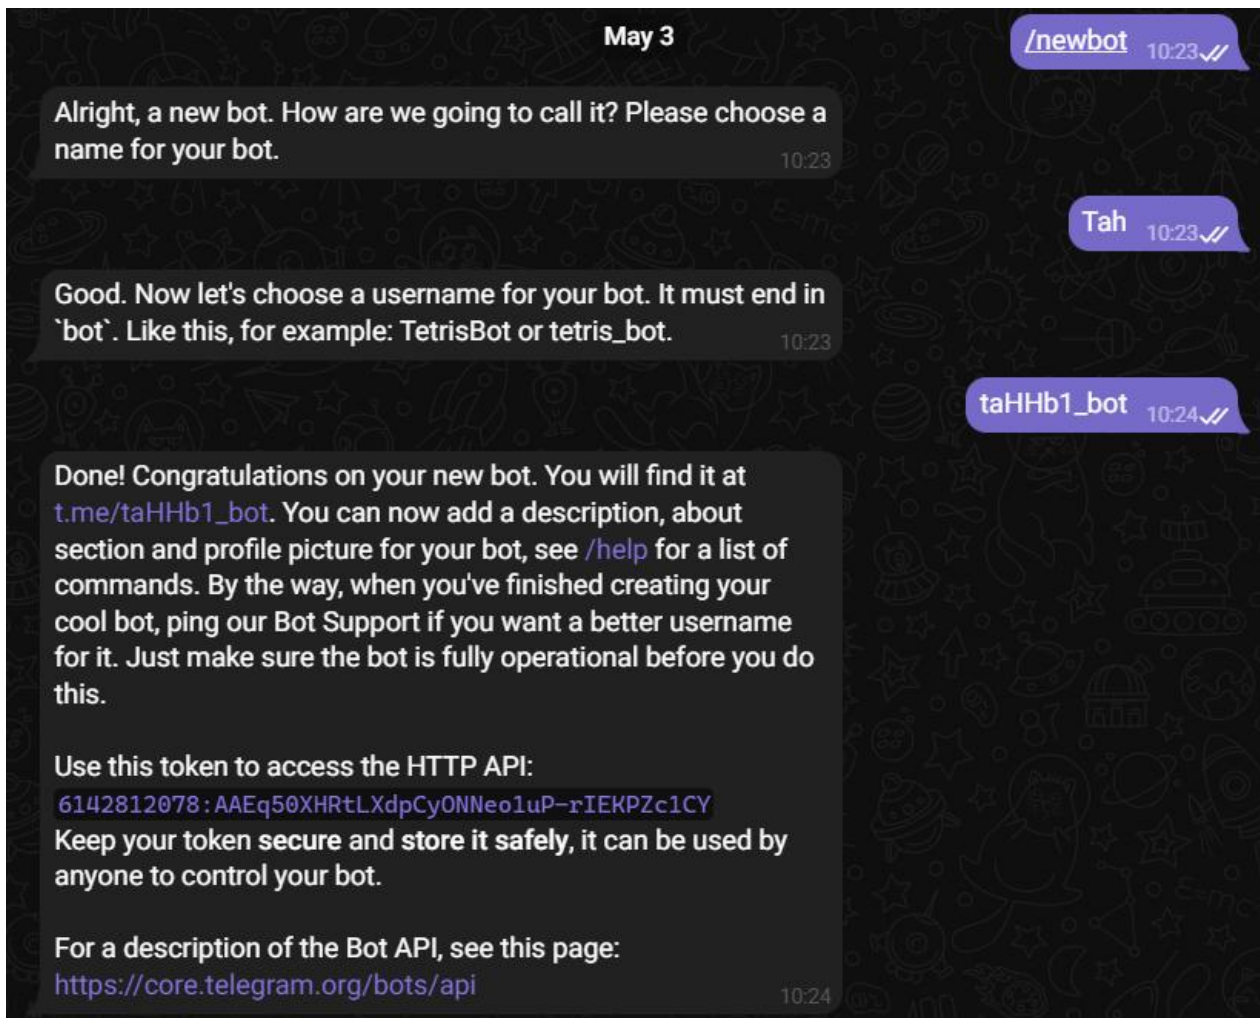 May 3
/newbot 10:23
Alright, a new bot. How are we going to call it? Please choose a
name for your bot. 10:23
Tah 10:23
Good. Now let's choose a username for your bot. It must end in
`bot`. Like this, for example: TetrisBot or tetris_bot. 10:23
taHHb1_bot 10:24
Done! Congratulations on your new bot. You will find it at
t.me/taHHb1_bot. You can now add a description, about
section and profile picture for your bot, see /help for a list of
commands. By the way, when you've finished creating your
cool bot, ping our Bot Support if you want a better username
for it. Just make sure the bot is fully operational before you do
this.
Use this token to access the HTTP API:
6142812078:AAEq50XHRtLXdpCyONNeo1uP-rIEKPZc1CY
Keep your token secure and store it safely, it can be used by
anyone to control your bot.
For a description of the Bot API, see this page:
https://core.telegram.org/bots/api 10:24